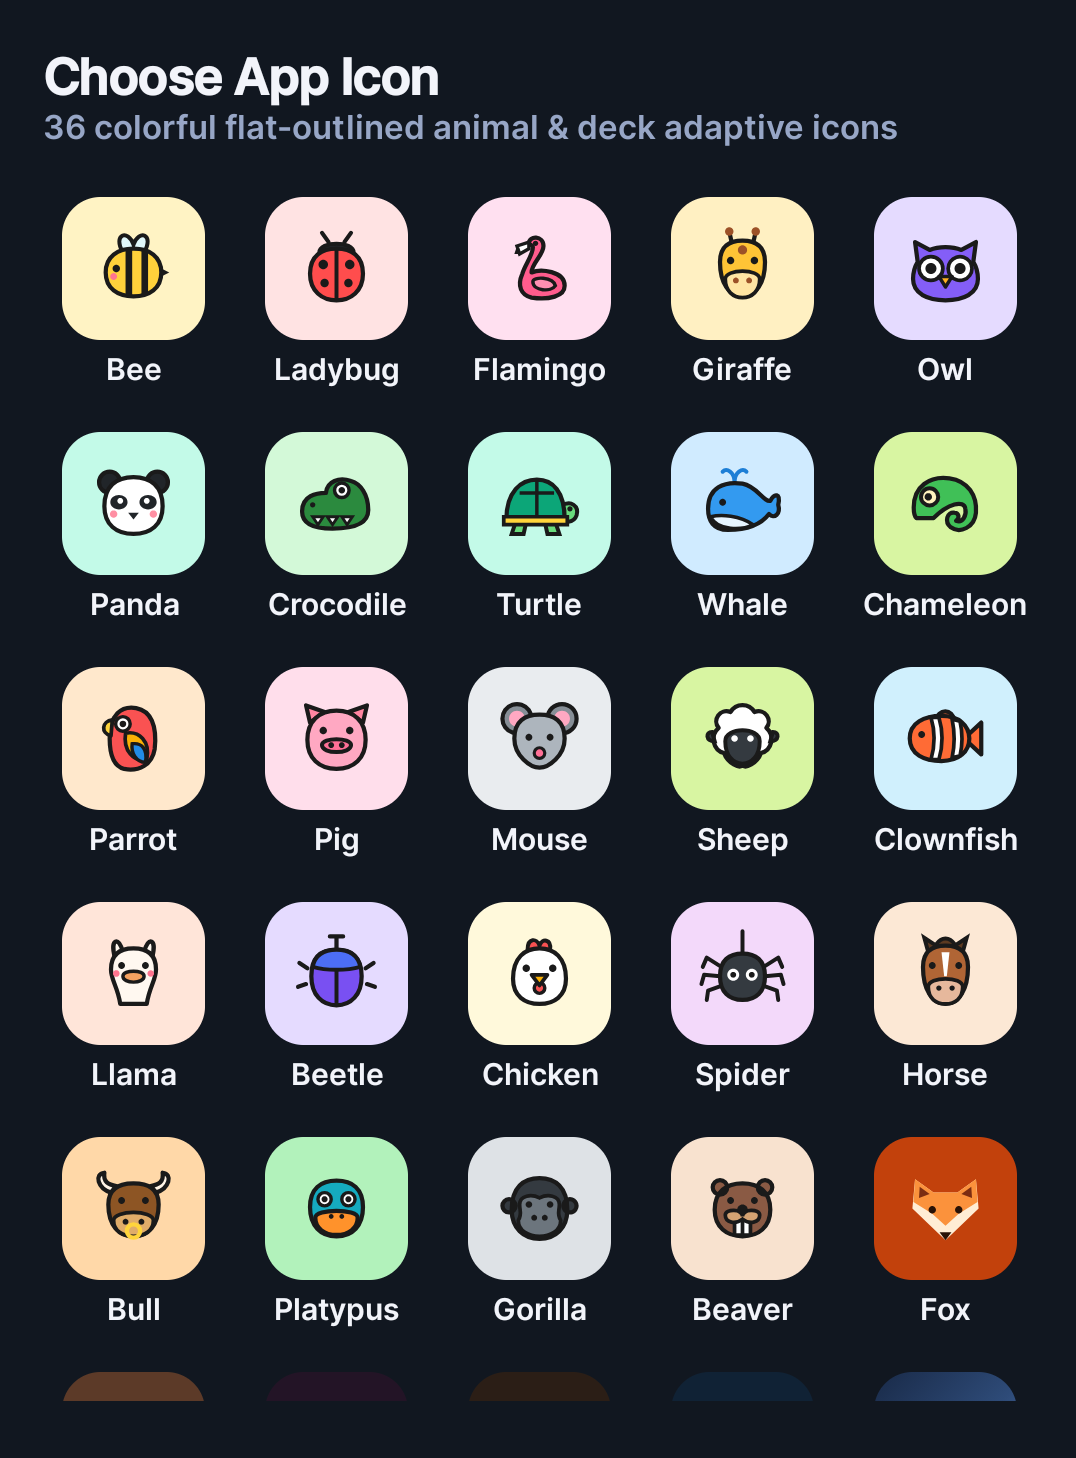 Choose App Icon
36 colorful flat-outlined animal & deck adaptive icons
Bee Ladybug Flamingo Giraffe Owl
Panda Crocodile Turtle Whale Chameleon
Parrot Pig Mouse Sheep Clownfish
Llama Beetle Chicken Spider Horse
Bull Platypus Gorilla Beaver Fox